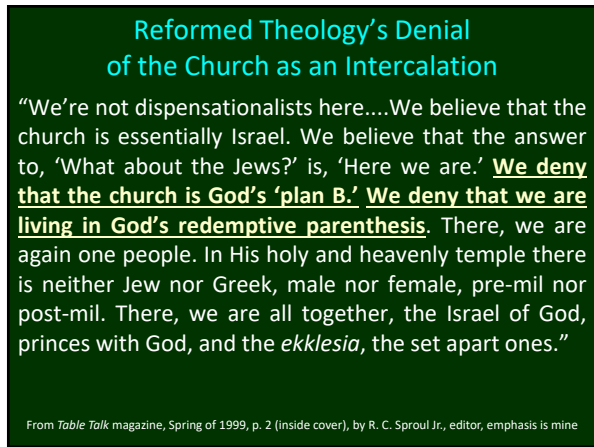 Reformed Theology’s Denial
of the Church as an Intercalation
“We’re not dispensationalists here....We believe that the
church is essentially Israel. We believe that the answer
to, ‘What about the Jews?’ is, ‘Here we are.’ We deny
that the church is God’s ‘plan B.’ We deny that we are
living in God’s redemptive parenthesis. There, we are
again one people. In His holy and heavenly temple there
is neither Jew nor Greek, male nor female, pre-mil nor
post-mil. There, we are all together, the Israel of God,
princes with God, and the ekklesia, the set apart ones.”
From Table Talk magazine, Spring of 1999, p. 2 (inside cover), by R. C. Sproul Jr., editor, emphasis is mine